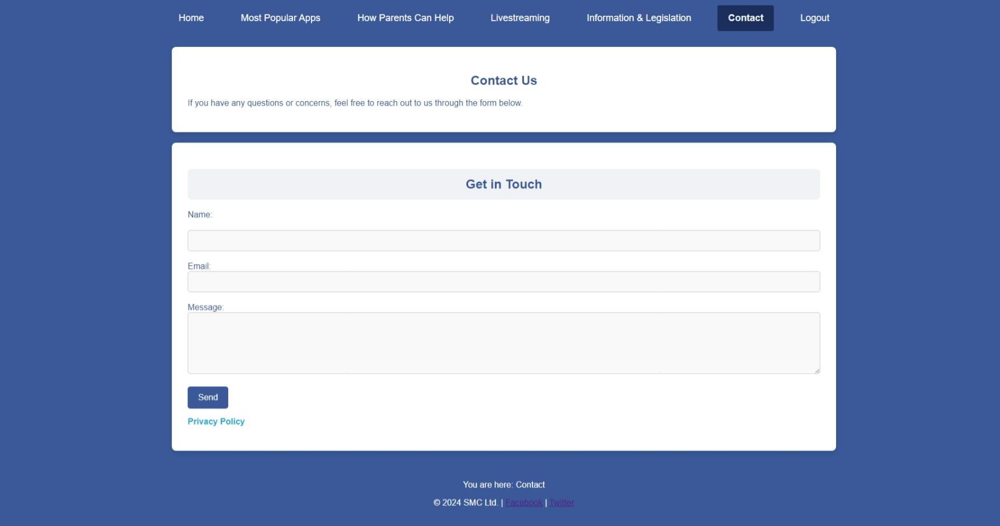 Home Most Popular Apps How Parents Can Help Livestreaming Information & Legislation Contact Logout
Contact Us
If you have any questions or concerns, feel free to reach out to us through the form below.
Get in Touch
Name:
Email:
Message:
Send
Privacy Policy
You are here: Contact
© 2024 SMC Ltd. | Facebook | Twitter